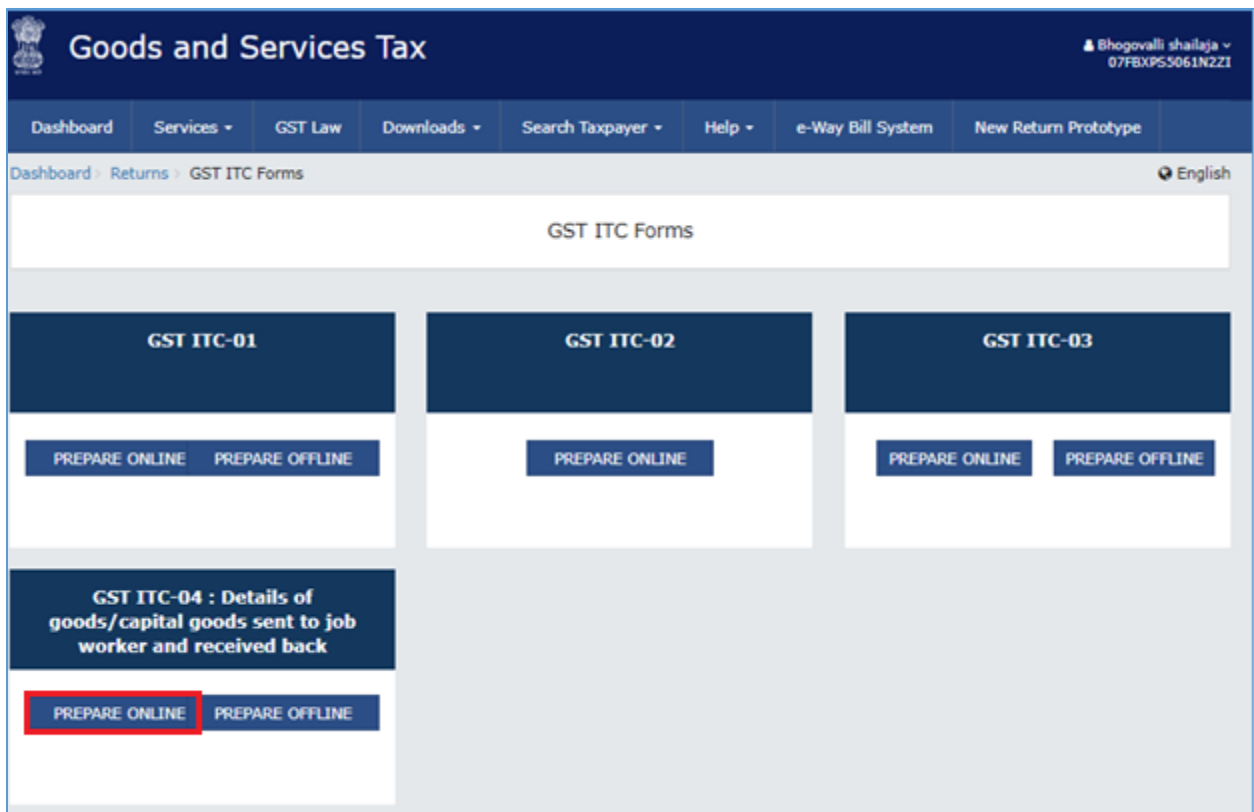 Goods and Services Tax
Bhogovalli shailaja
07FBXPS5061N2ZI
Dashboard Services GST Law Downloads Search Taxpayer Help e-Way Bill System New Return Prototype
Dashboard › Returns › GST ITC Forms English
GST ITC Forms
GST ITC-01 GST ITC-02 GST ITC-03
PREPARE ONLINE PREPARE OFFLINE PREPARE ONLINE PREPARE ONLINE PREPARE OFFLINE
GST ITC-04 : Details of
goods/capital goods sent to job
worker and received back
PREPARE ONLINE PREPARE OFFLINE